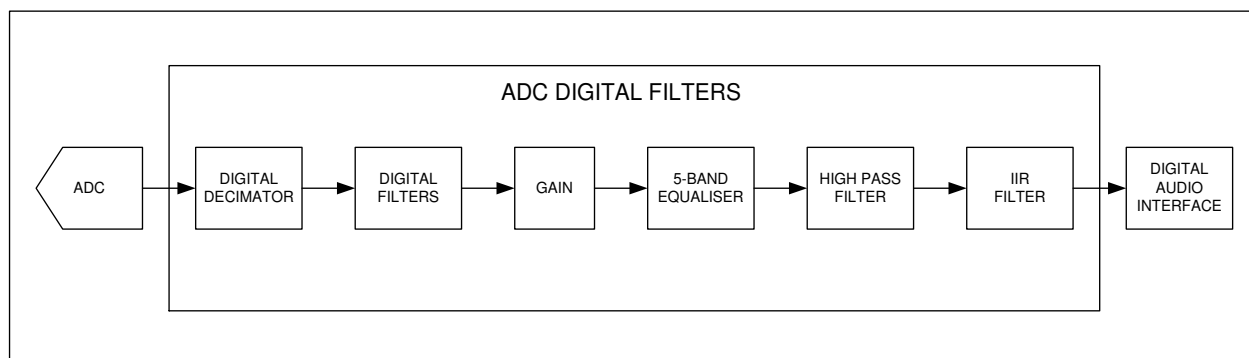 ADC DIGITAL FILTERS
ADC
DIGITAL
DECIMATOR
DIGITAL
FILTERS
GAIN
5-BAND
EQUALISER
HIGH PASS
FILTER
IIR
FILTER
DIGITAL
AUDIO
INTERFACE